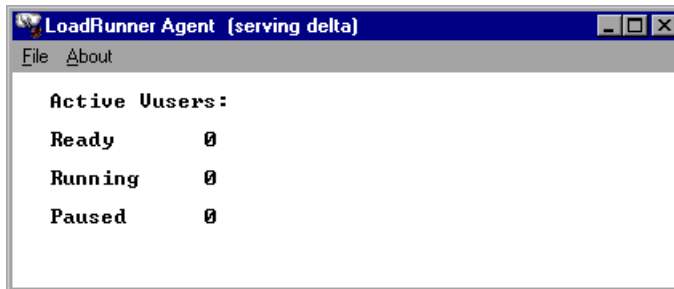 LoadRunner Agent (serving delta)
File About
Active Vusers:
Ready 0
Running 0
Paused 0